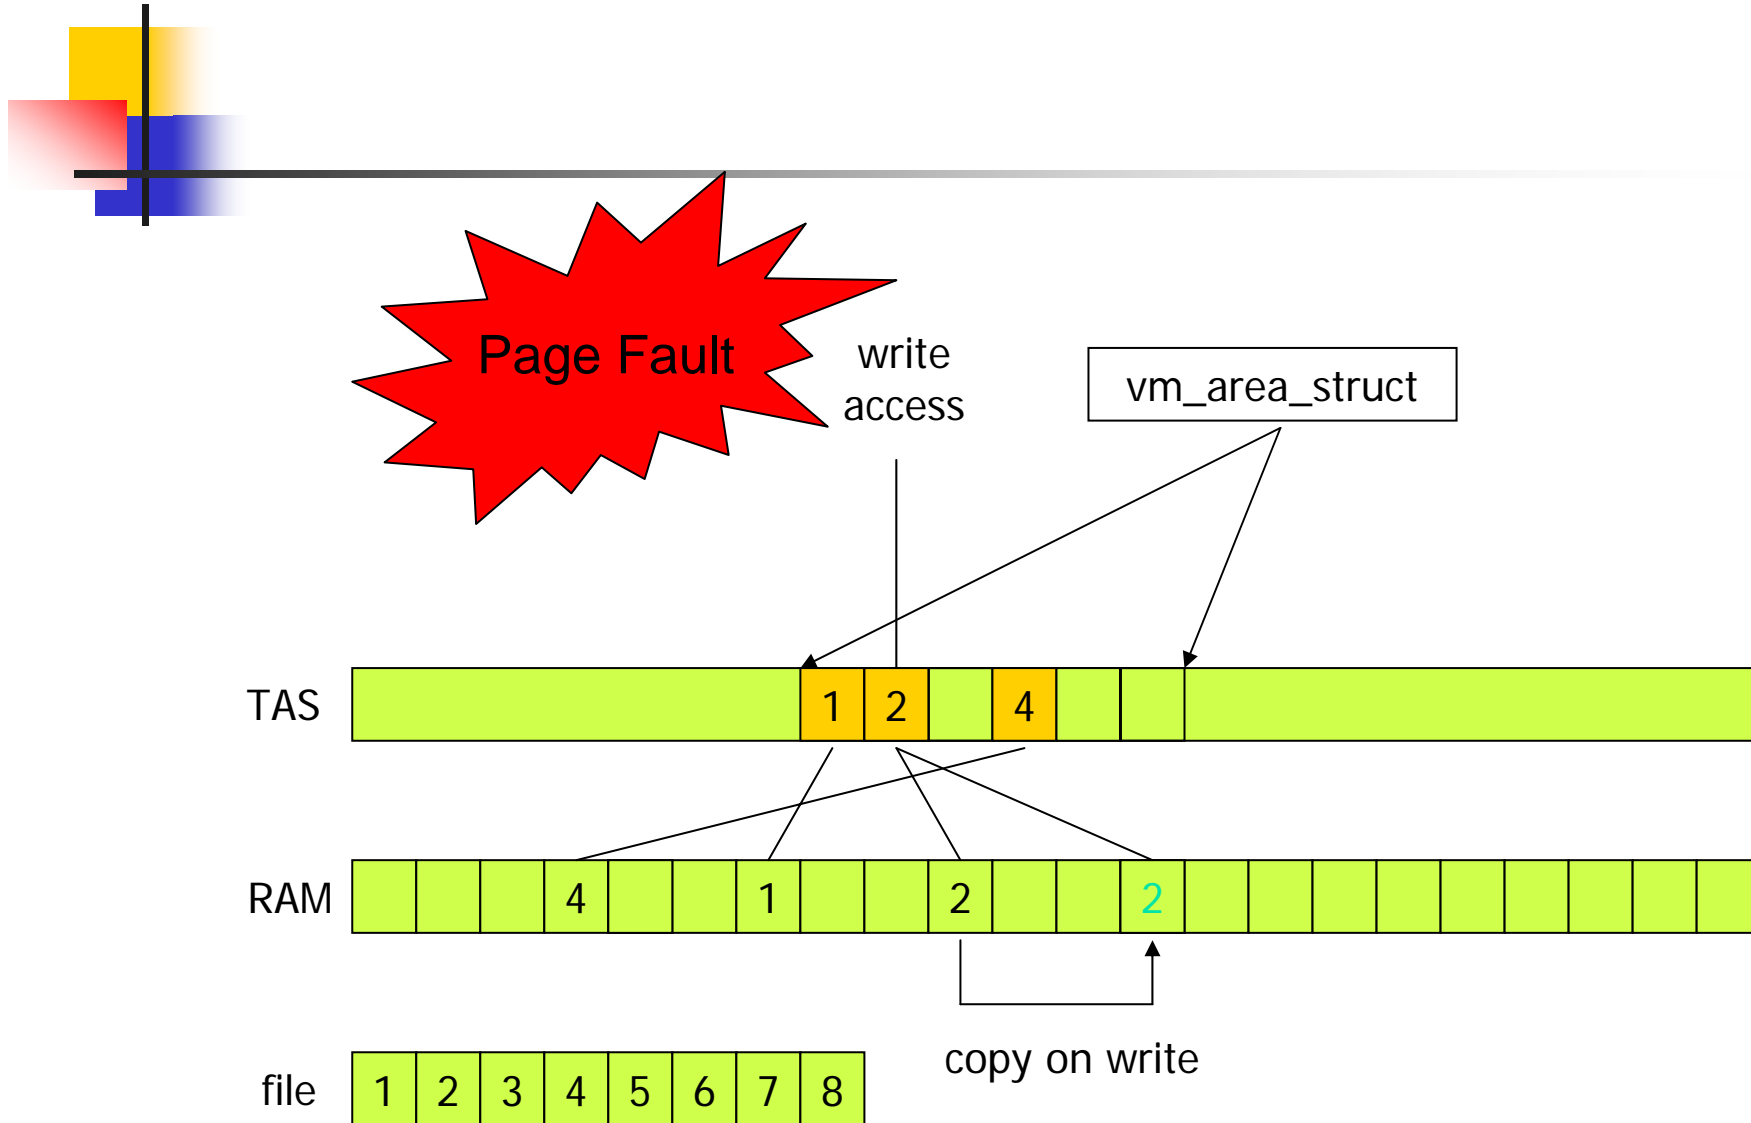 Page Fault
write
access
vm_area_struct
TAS 1 2 4
RAM 4 1 2 2
copy on write
file 1 2 3 4 5 6 7 8